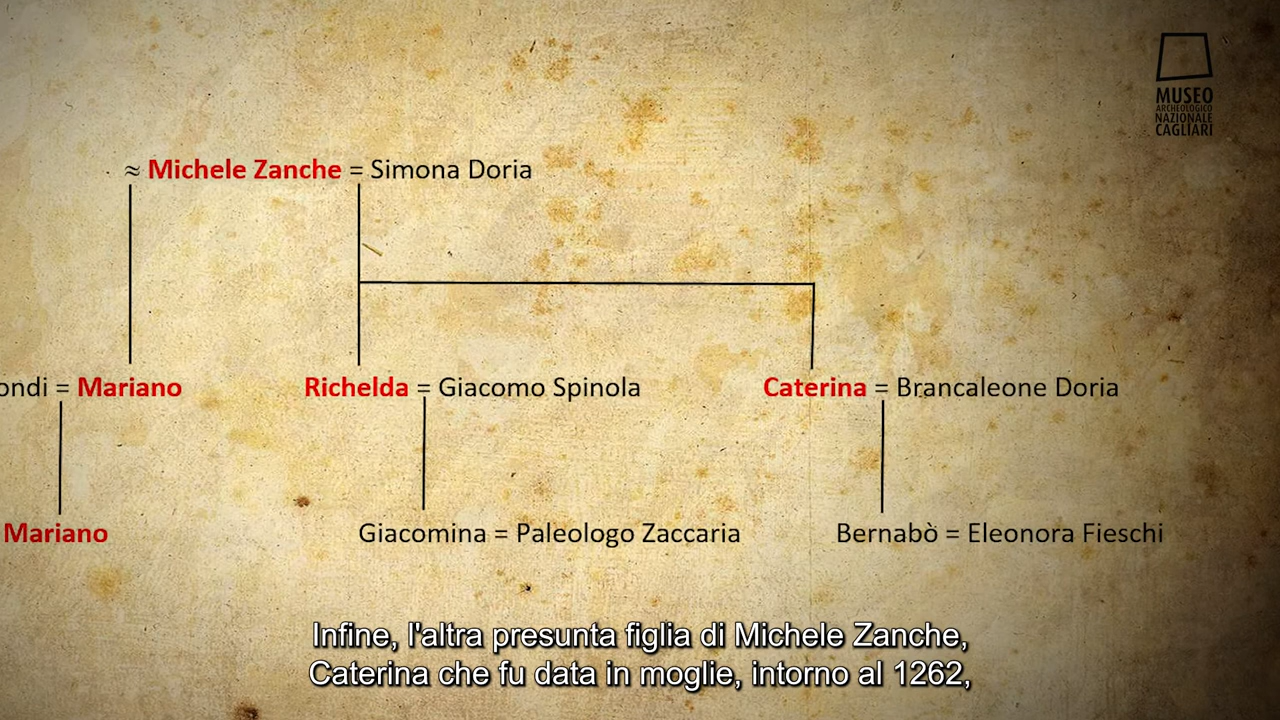 MUSEO
ARCHEOLOGICO
NAZIONALE
CAGLIARI
≈ Michele Zanche = Simona Doria
ondi = Mariano
Richelda = Giacomo Spinola
Caterina = Brancaleone Doria
Mariano
Giacomina = Paleologo Zaccaria
Bernabò = Eleonora Fieschi
Infine, l'altra presunta figlia di Michele Zanche,
Caterina che fu data in moglie, intorno al 1262,